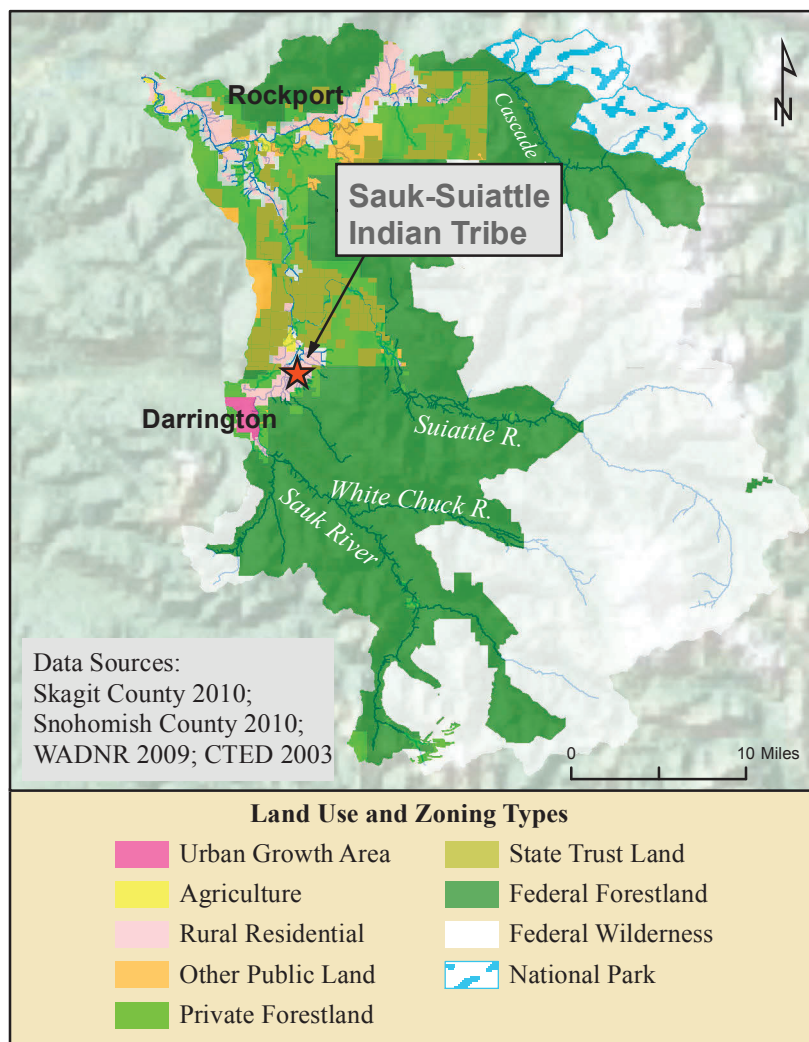 Rockport
N
Cascade
Sauk-Suiattle
Indian Tribe
Darrington
Suiattle R.
White Chuck R.
Sauk River
Data Sources:
Skagit County 2010;
Snohomish County 2010;
WADNR 2009; CTED 2003
0 10 Miles
Land Use and Zoning Types
Urban Growth Area
Agriculture
Rural Residential
Other Public Land
Private Forestland
State Trust Land
Federal Forestland
Federal Wilderness
National Park